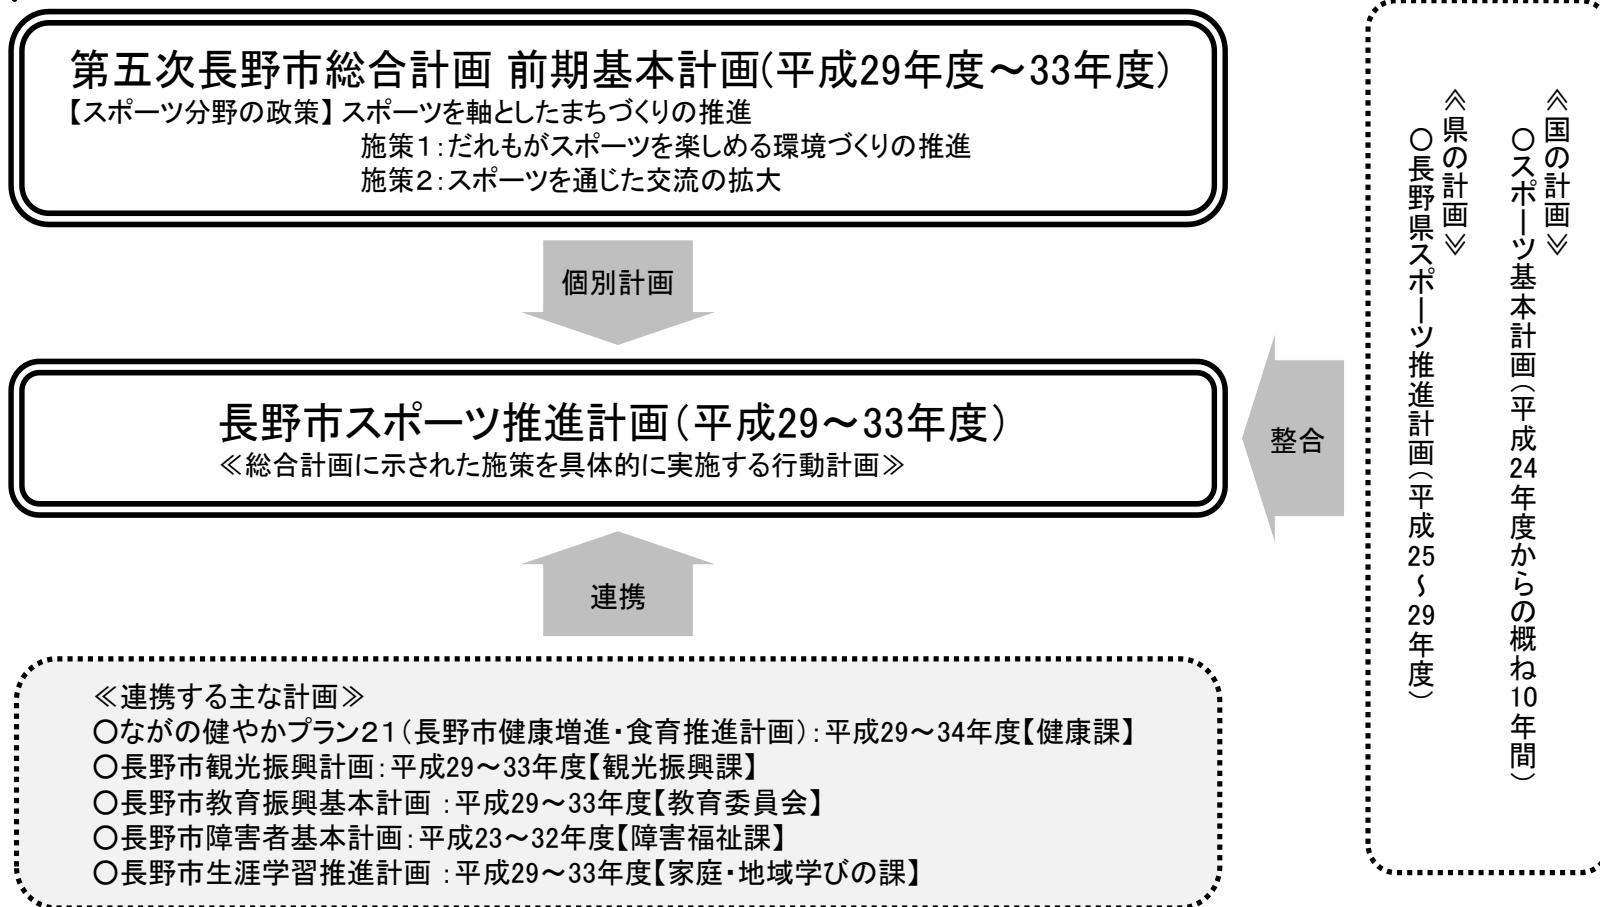 第五次長野市総合計画 前期基本計画(平成29年度～33年度)
【スポーツ分野の政策】 スポーツを軸としたまちづくりの推進
施策１：だれもがスポーツを楽しめる環境づくりの推進
施策２：スポーツを通じた交流の拡大
個別計画
長野市スポーツ推進計画（平成29～33年度）
≪総合計画に示された施策を具体的に実施する行動計画≫
整合
連携
≪連携する主な計画≫
○ながの健やかプラン２１（長野市健康増進・食育推進計画）：平成29～34年度【健康課】
○長野市観光振興計画：平成29～33年度【観光振興課】
○長野市教育振興基本計画 ：平成29～33年度【教育委員会】
○長野市障害者基本計画：平成23～32年度【障害福祉課】
○長野市生涯学習推進計画 ：平成29～33年度【家庭・地域学びの課】
≪国の計画≫
○スポーツ基本計画（平成24年度からの概ね10年間）
≪県の計画≫
○長野県スポーツ推進計画（平成25～29年度）